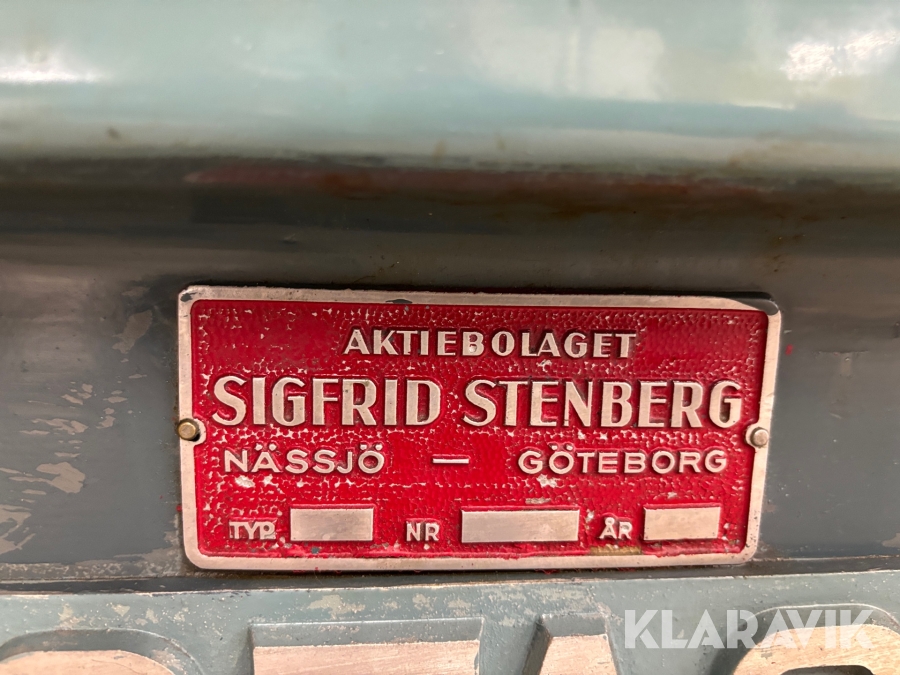 AKTIEBOLAGET
SIGFRID STENBERG
NÄSSJÖ — GÖTEBORG
TYP NR ÅR
KLARAVIK